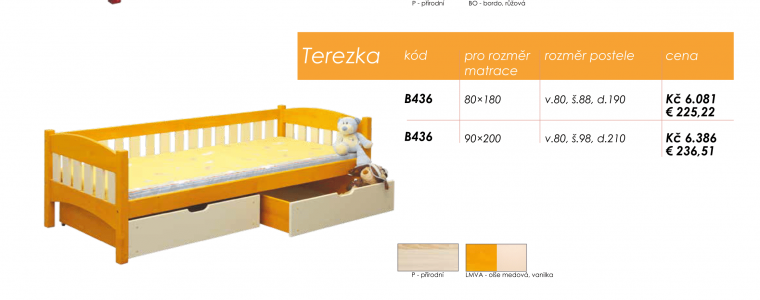 P - přírodní BO - bordo, růžová
Terezka kód pro rozměr matrace rozměr postele cena
B436 80×180 v.80, š.88, d.190 Kč 6.081
€ 225,22
B436 90×200 v.80, š.98, d.210 Kč 6.386
€ 236,51
P - přírodní LMVA - olše medová, vanilka